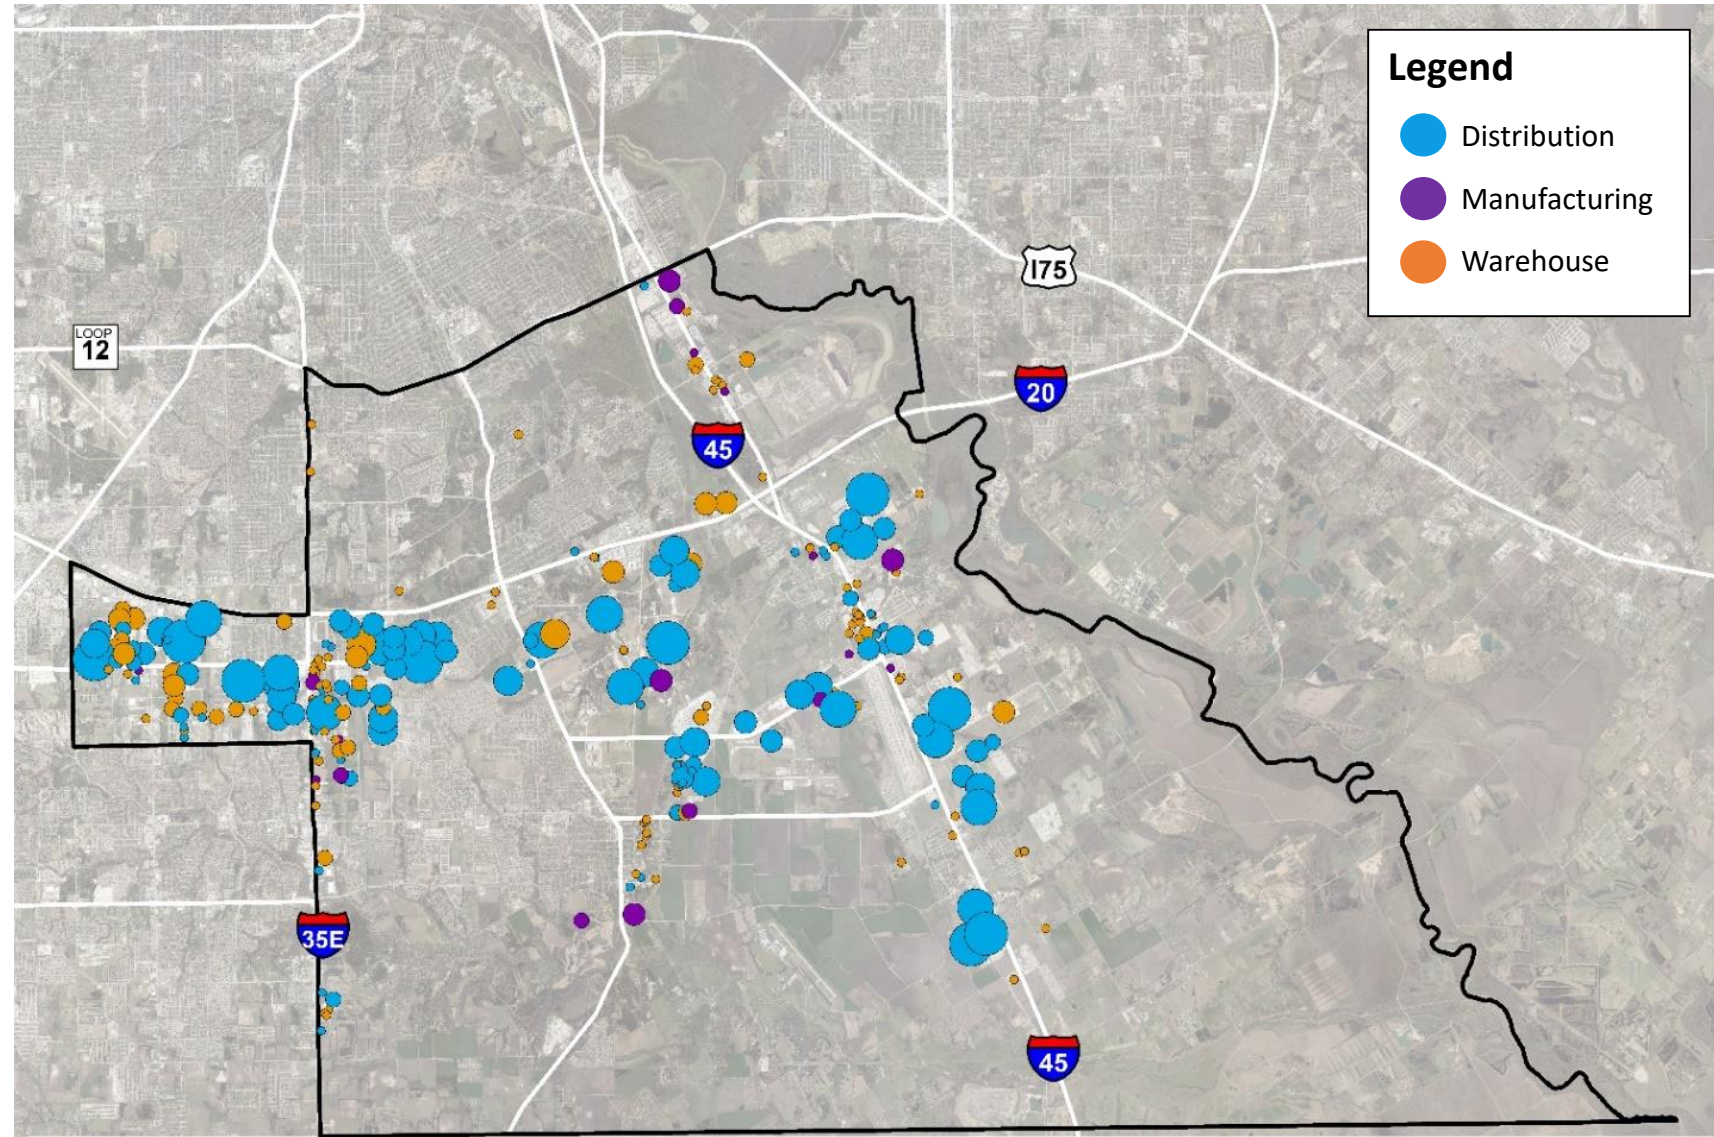 Legend
Distribution
Manufacturing
Warehouse
I75
LOOP
12
20
45
35E
45